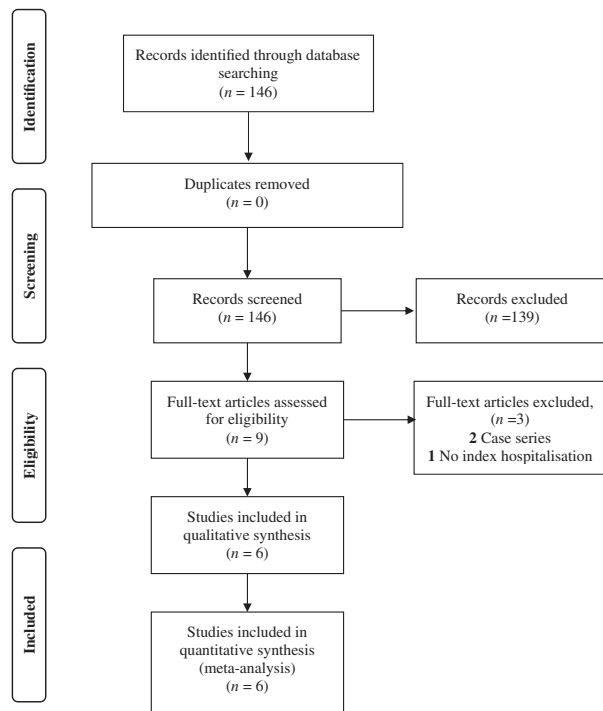 Identification
Records identified through database
searching
(n = 146)
Duplicates removed
(n = 0)
Screening
Records screened
(n = 146)
Records excluded
(n =139)
Eligibility
Full-text articles assessed
for eligibility
(n = 9)
Full-text articles excluded,
(n =3)
2 Case series
1 No index hospitalisation
Studies included in
qualitative synthesis
(n = 6)
Included
Studies included in
quantitative synthesis
(meta-analysis)
(n = 6)